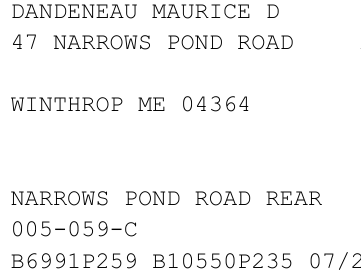 DANDENEAU MAURICE D
47 NARROWS POND ROAD
WINTHROP ME 04364
NARROWS POND ROAD REAR
005-059-C
B6991P259 B10550P235 07/2